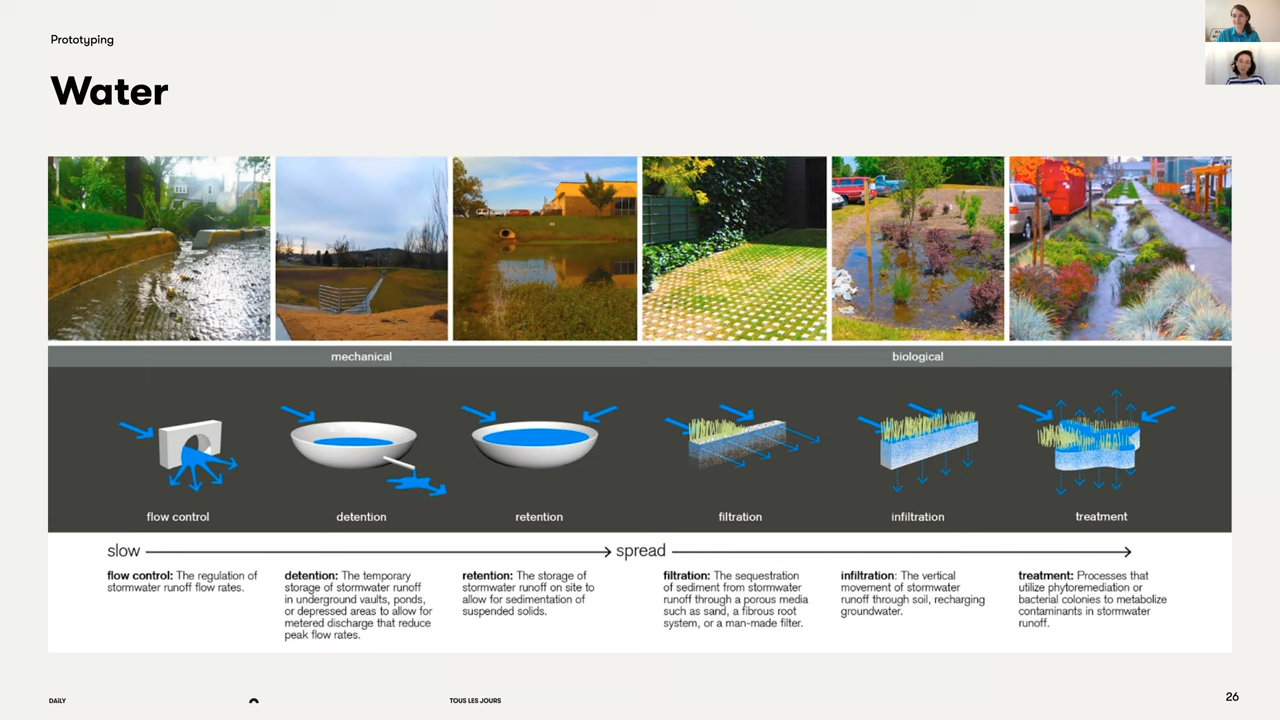 Prototyping
Water
mechanical
biological
flow control
detention
retention
filtration
infiltration
treatment
slow
spread
flow control: The regulation of
stormwater runoff flow rates.
detention: The temporary
storage of stormwater runoff
in underground vaults, ponds,
or depressed areas to allow for
metered discharge that reduce
peak flow rates.
retention: The storage of
stormwater runoff on site to
allow for sedimentation of
suspended solids.
filtration: The sequestration
of sediment from stormwater
runoff through a porous media
such as sand, a fibrous root
system, or a man-made filter.
infiltration: The vertical
movement of stormwater
runoff through soil, recharging
groundwater.
treatment: Processes that
utilize phytoremediation or
bacterial colonies to metabolize
contaminants in stormwater
runoff.
DAILY
TOUS LES JOURS
26